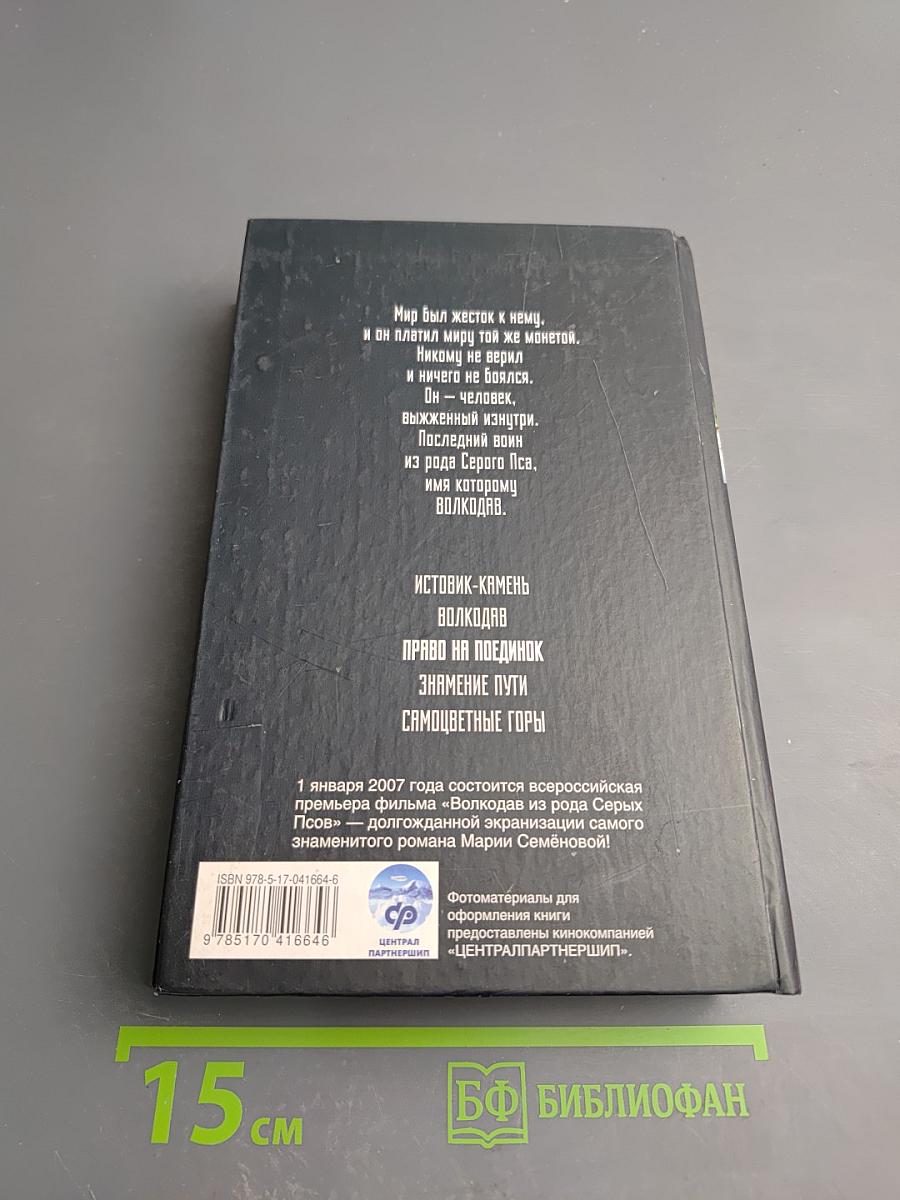 Мир был жесток к нему,
и он платил миру той же монетой.
Никому не верил
и ничего не боялся.
Он — человек,
выжженный изнутри.
Последний воин
из рода Серого Пса,
имя которому
ВОЛКОДАВ.
ИСТОВИК-КАМЕНЬ
ВОЛКОДАВ
ПРАВО НА ПОЕДИНОК
ЗНАМЕНИЕ ПУТИ
САМОЦВЕТНЫЕ ГОРЫ
1 января 2007 года состоится всероссийская
премьера фильма «Волкодав из рода Серых
Псов» — долгожданной экранизации самого
знаменитого романа Марии Семёновой!
ISBN 978-5-17-041664-6
9 785170 416646
ЦЕНТРАЛ
ПАРТНЕРШИП
Фотоматериалы для
оформления книги
предоставлены кинокомпанией
«ЦЕНТРАЛПАРТНЕРШИП».
15 см
БФ БИБЛИОФАН